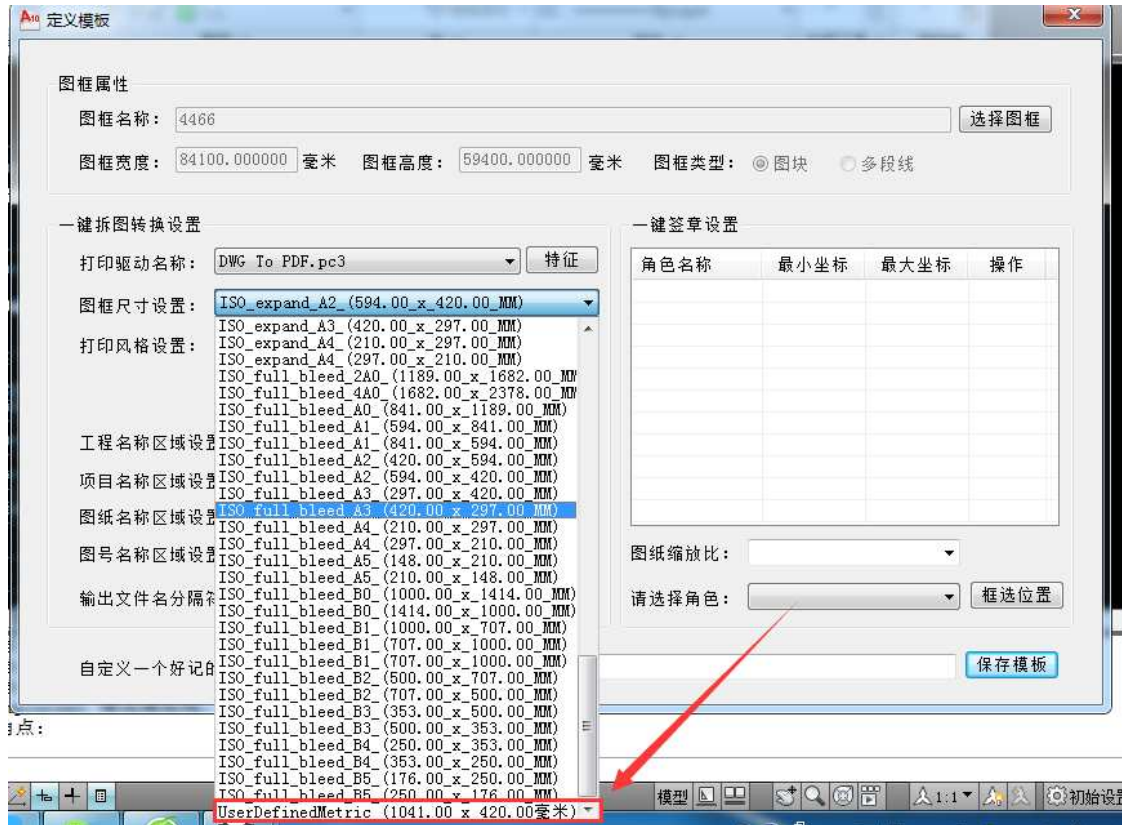 A10 定义模板
图框属性
图框名称： 4466 选择图框
图框宽度： 84100.000000 毫米 图框高度： 59400.000000 毫米 图框类型： 图块 多段线
一键拆图转换设置
打印驱动名称： DWG To PDF.pc3 特征
图框尺寸设置： ISO_expand_A2_(594.00_x_420.00_MM)
打印风格设置：
ISO_expand_A3_(420.00_x_297.00_MM)
ISO_expand_A4_(210.00_x_297.00_MM)
ISO_expand_A4_(297.00_x_210.00_MM)
ISO_full_bleed_2A0_(1189.00_x_1682.00_MM
ISO_full_bleed_4A0_(1682.00_x_2378.00_MM
ISO_full_bleed_A0_(841.00_x_1189.00_MM)
ISO_full_bleed_A1_(594.00_x_841.00_MM)
ISO_full_bleed_A1_(841.00_x_594.00_MM)
ISO_full_bleed_A2_(420.00_x_594.00_MM)
ISO_full_bleed_A2_(594.00_x_420.00_MM)
ISO_full_bleed_A3_(297.00_x_420.00_MM)
ISO_full_bleed_A3_(420.00_x_297.00_MM)
ISO_full_bleed_A4_(210.00_x_297.00_MM)
ISO_full_bleed_A4_(297.00_x_210.00_MM)
ISO_full_bleed_A5_(148.00_x_210.00_MM)
ISO_full_bleed_A5_(210.00_x_148.00_MM)
ISO_full_bleed_B0_(1000.00_x_1414.00_MM)
ISO_full_bleed_B0_(1414.00_x_1000.00_MM)
ISO_full_bleed_B1_(1000.00_x_707.00_MM)
ISO_full_bleed_B1_(707.00_x_1000.00_MM)
ISO_full_bleed_B1_(707.00_x_1000.00_MM)
ISO_full_bleed_B2_(500.00_x_707.00_MM)
ISO_full_bleed_B2_(707.00_x_500.00_MM)
ISO_full_bleed_B3_(353.00_x_500.00_MM)
ISO_full_bleed_B3_(500.00_x_353.00_MM)
ISO_full_bleed_B4_(250.00_x_353.00_MM)
ISO_full_bleed_B4_(353.00_x_250.00_MM)
ISO_full_bleed_B5_(176.00_x_250.00_MM)
ISO_full_bleed_B5_(250.00_x_176.00_MM)
UserDefinedMetric (1041.00 x 420.00毫米)
工程名称区域设置
项目名称区域设置
图纸名称区域设置
图号名称区域设置
输出文件名分隔符
一键签章设置
角色名称 最小坐标 最大坐标 操作
图纸缩放比：
请选择角色： 框选位置
自定义一个好记的 保存模板
点：
模型 1:1 初始设置